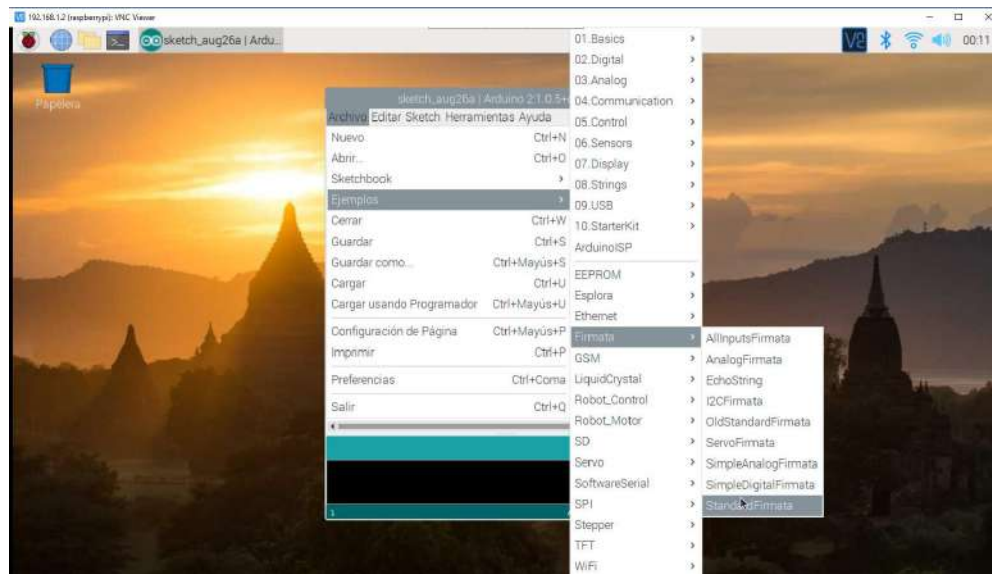 192.168.1.2 (raspberrypi): VNC Viewer
sketch_aug26a | Ardu...
00:11
Papelera
sketch_aug26a | Arduino 2:1.0.5+
Archivo Editar Sketch Herramientas Ayuda
Nuevo Ctrl+N
Abrir... Ctrl+O
Sketchbook
Ejemplos
Cerrar Ctrl+W
Guardar Ctrl+S
Guardar como... Ctrl+Mayús+S
Cargar Ctrl+U
Cargar usando Programador Ctrl+Mayús+U
Configuración de Página Ctrl+Mayús+P
Imprimir Ctrl+P
Preferencias Ctrl+Coma
Salir Ctrl+Q
1
01.Basics
02.Digital
03.Analog
04.Communication
05.Control
06.Sensors
07.Display
08.Strings
09.USB
10.StarterKit
ArduinoISP
EEPROM
Esplora
Ethernet
Firmata
GSM
LiquidCrystal
Robot_Control
Robot_Motor
SD
Servo
SoftwareSerial
SPI
Stepper
TFT
WiFi
AllInputsFirmata
AnalogFirmata
EchoString
I2CFirmata
OldStandardFirmata
ServoFirmata
SimpleAnalogFirmata
SimpleDigitalFirmata
StandardFirmata